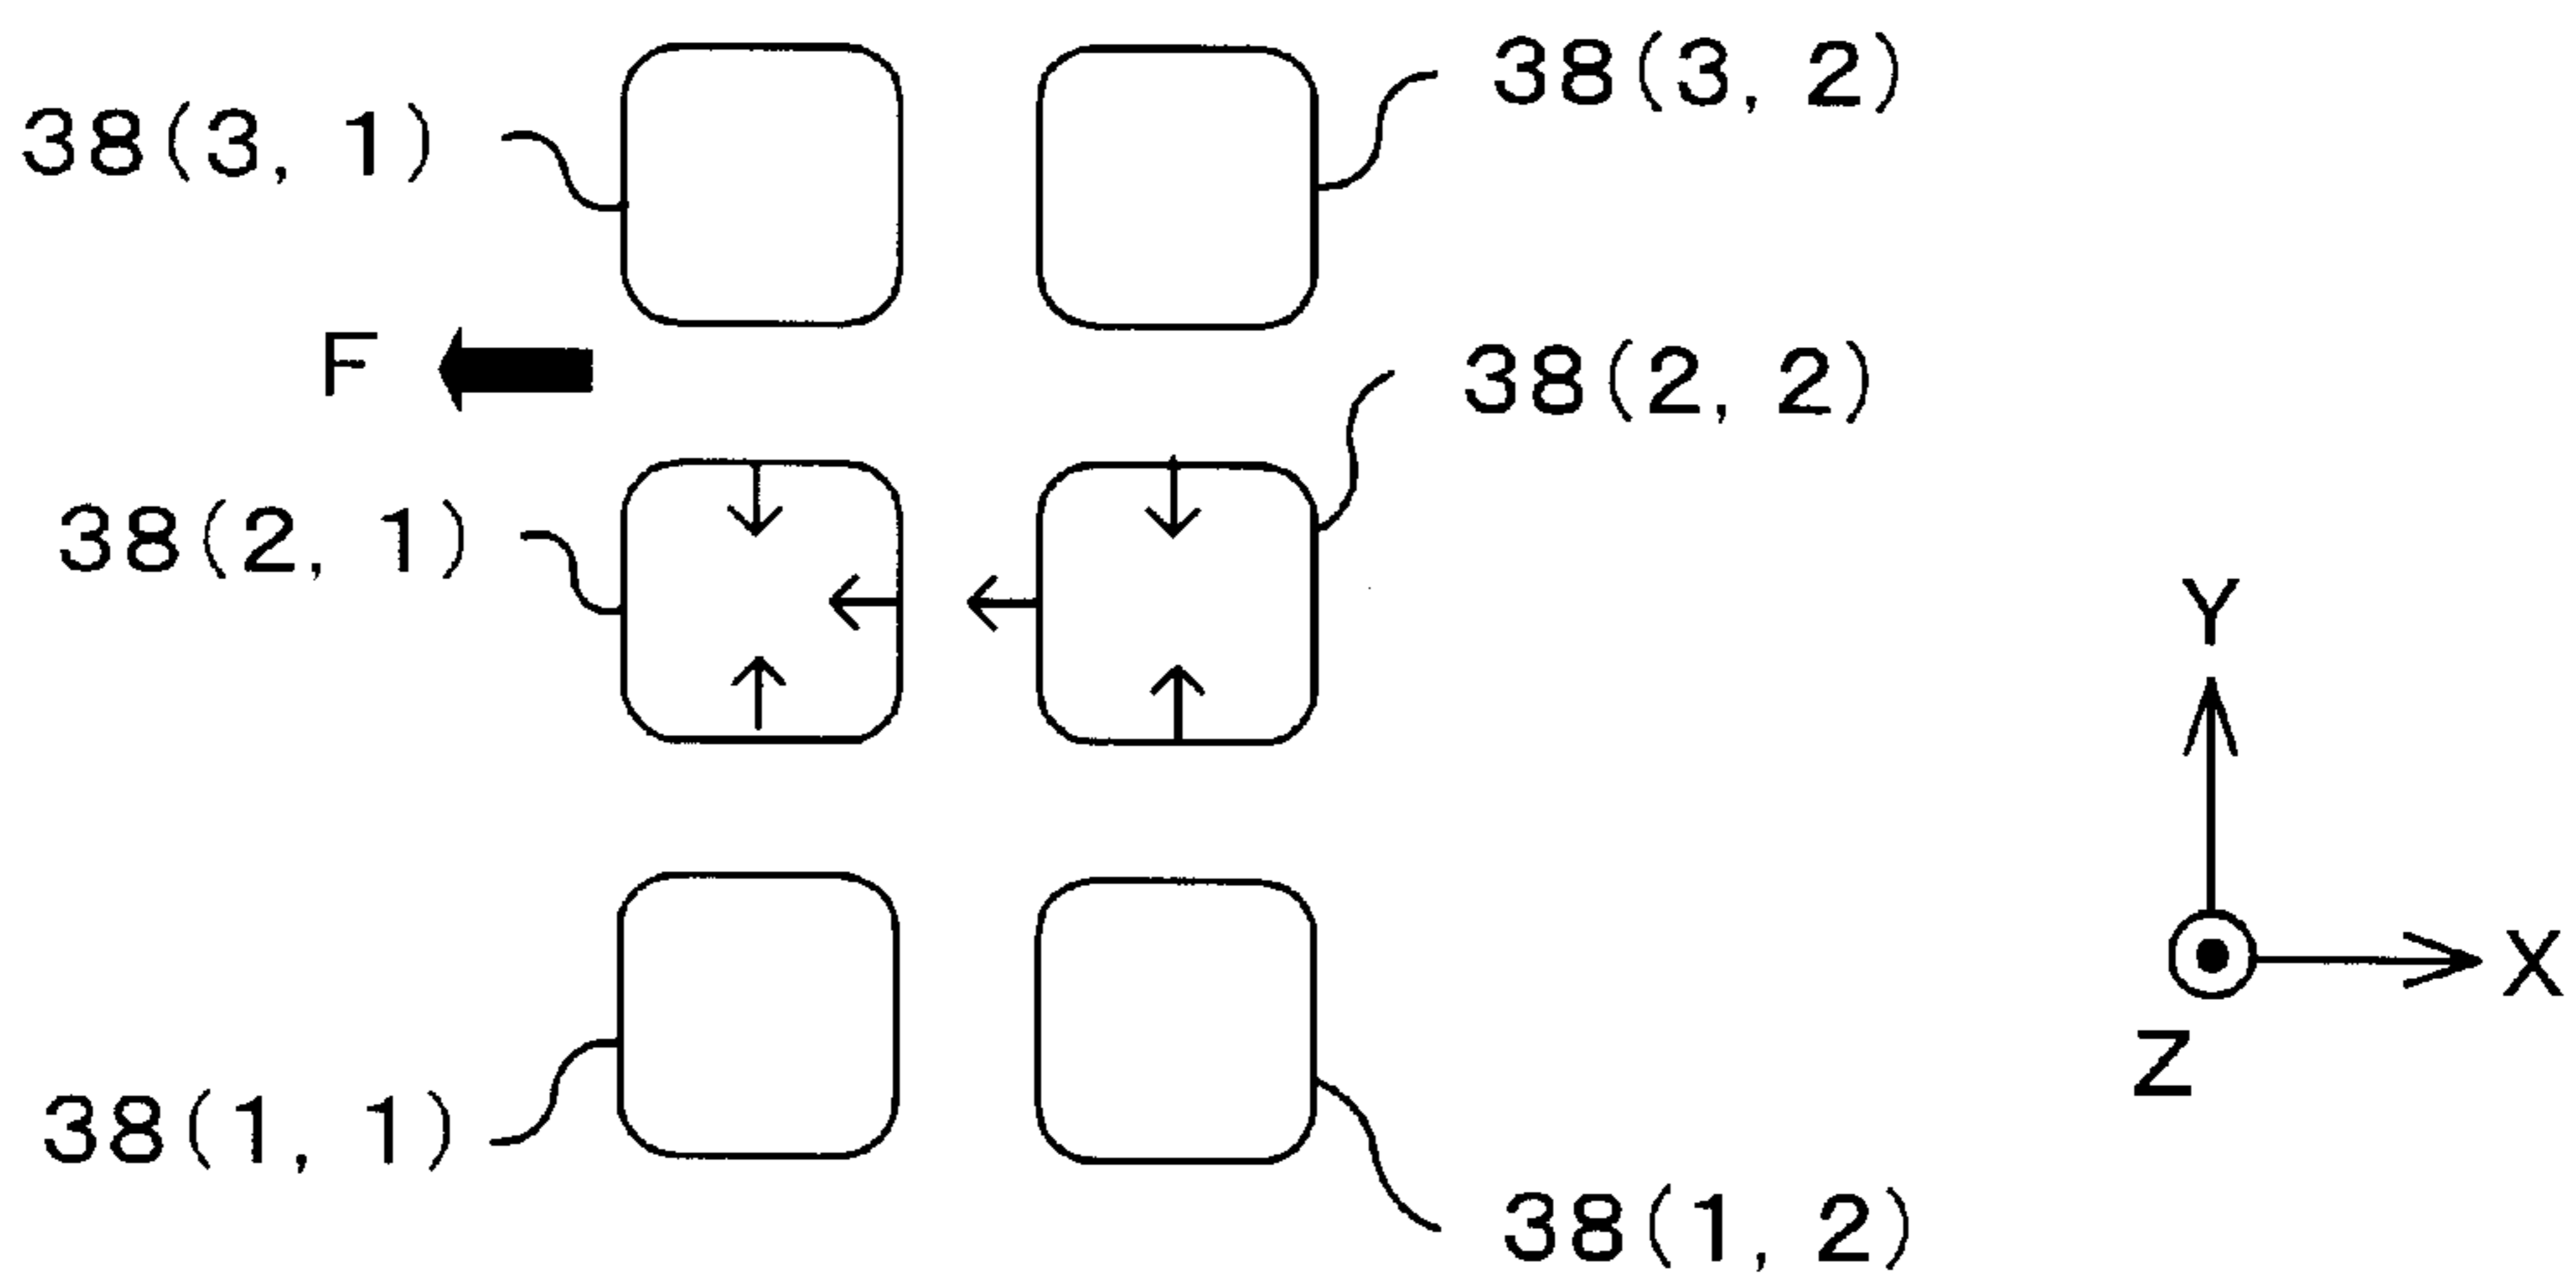 38(3, 1)
38(3, 2)
F
38(2, 2)
38(2, 1)
Y
X
Z
38(1, 1)
38(1, 2)